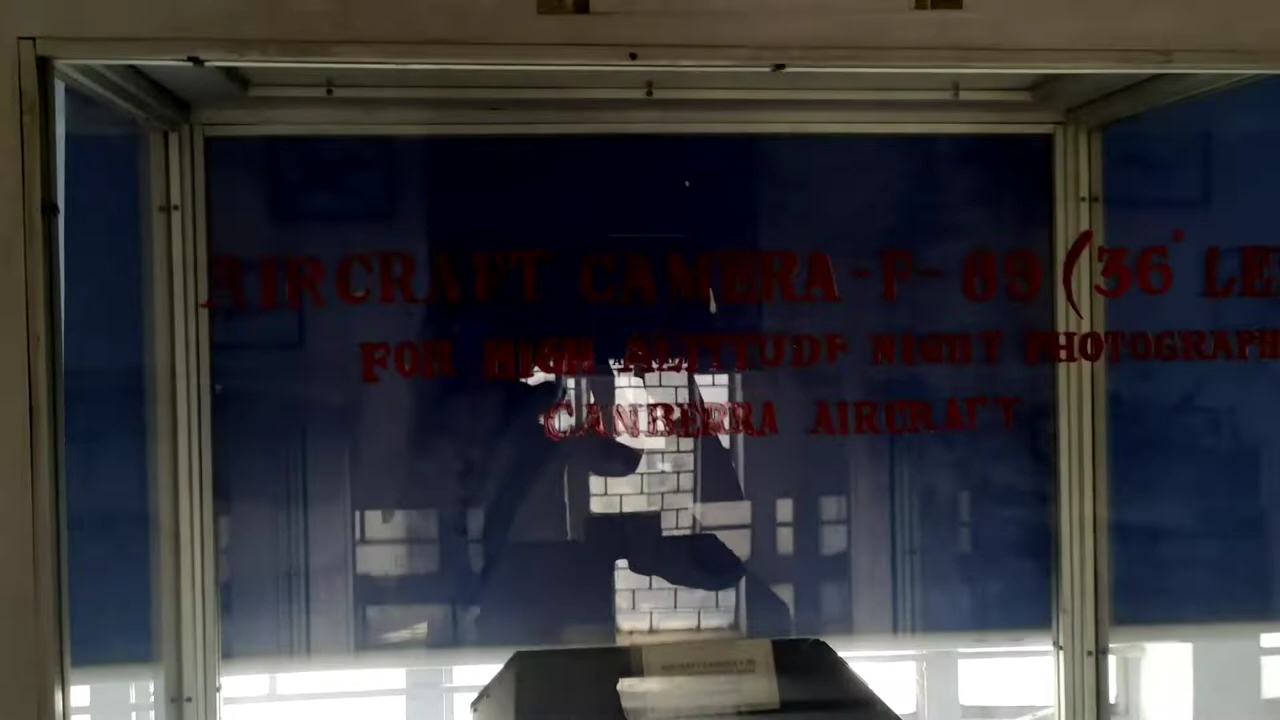 AIRCRAFT CAMERA-F-89 (36" LE
FOR HIGH ALTITUDE NIGHT PHOTOGRAPH
CANBERRA AIRCRAFT